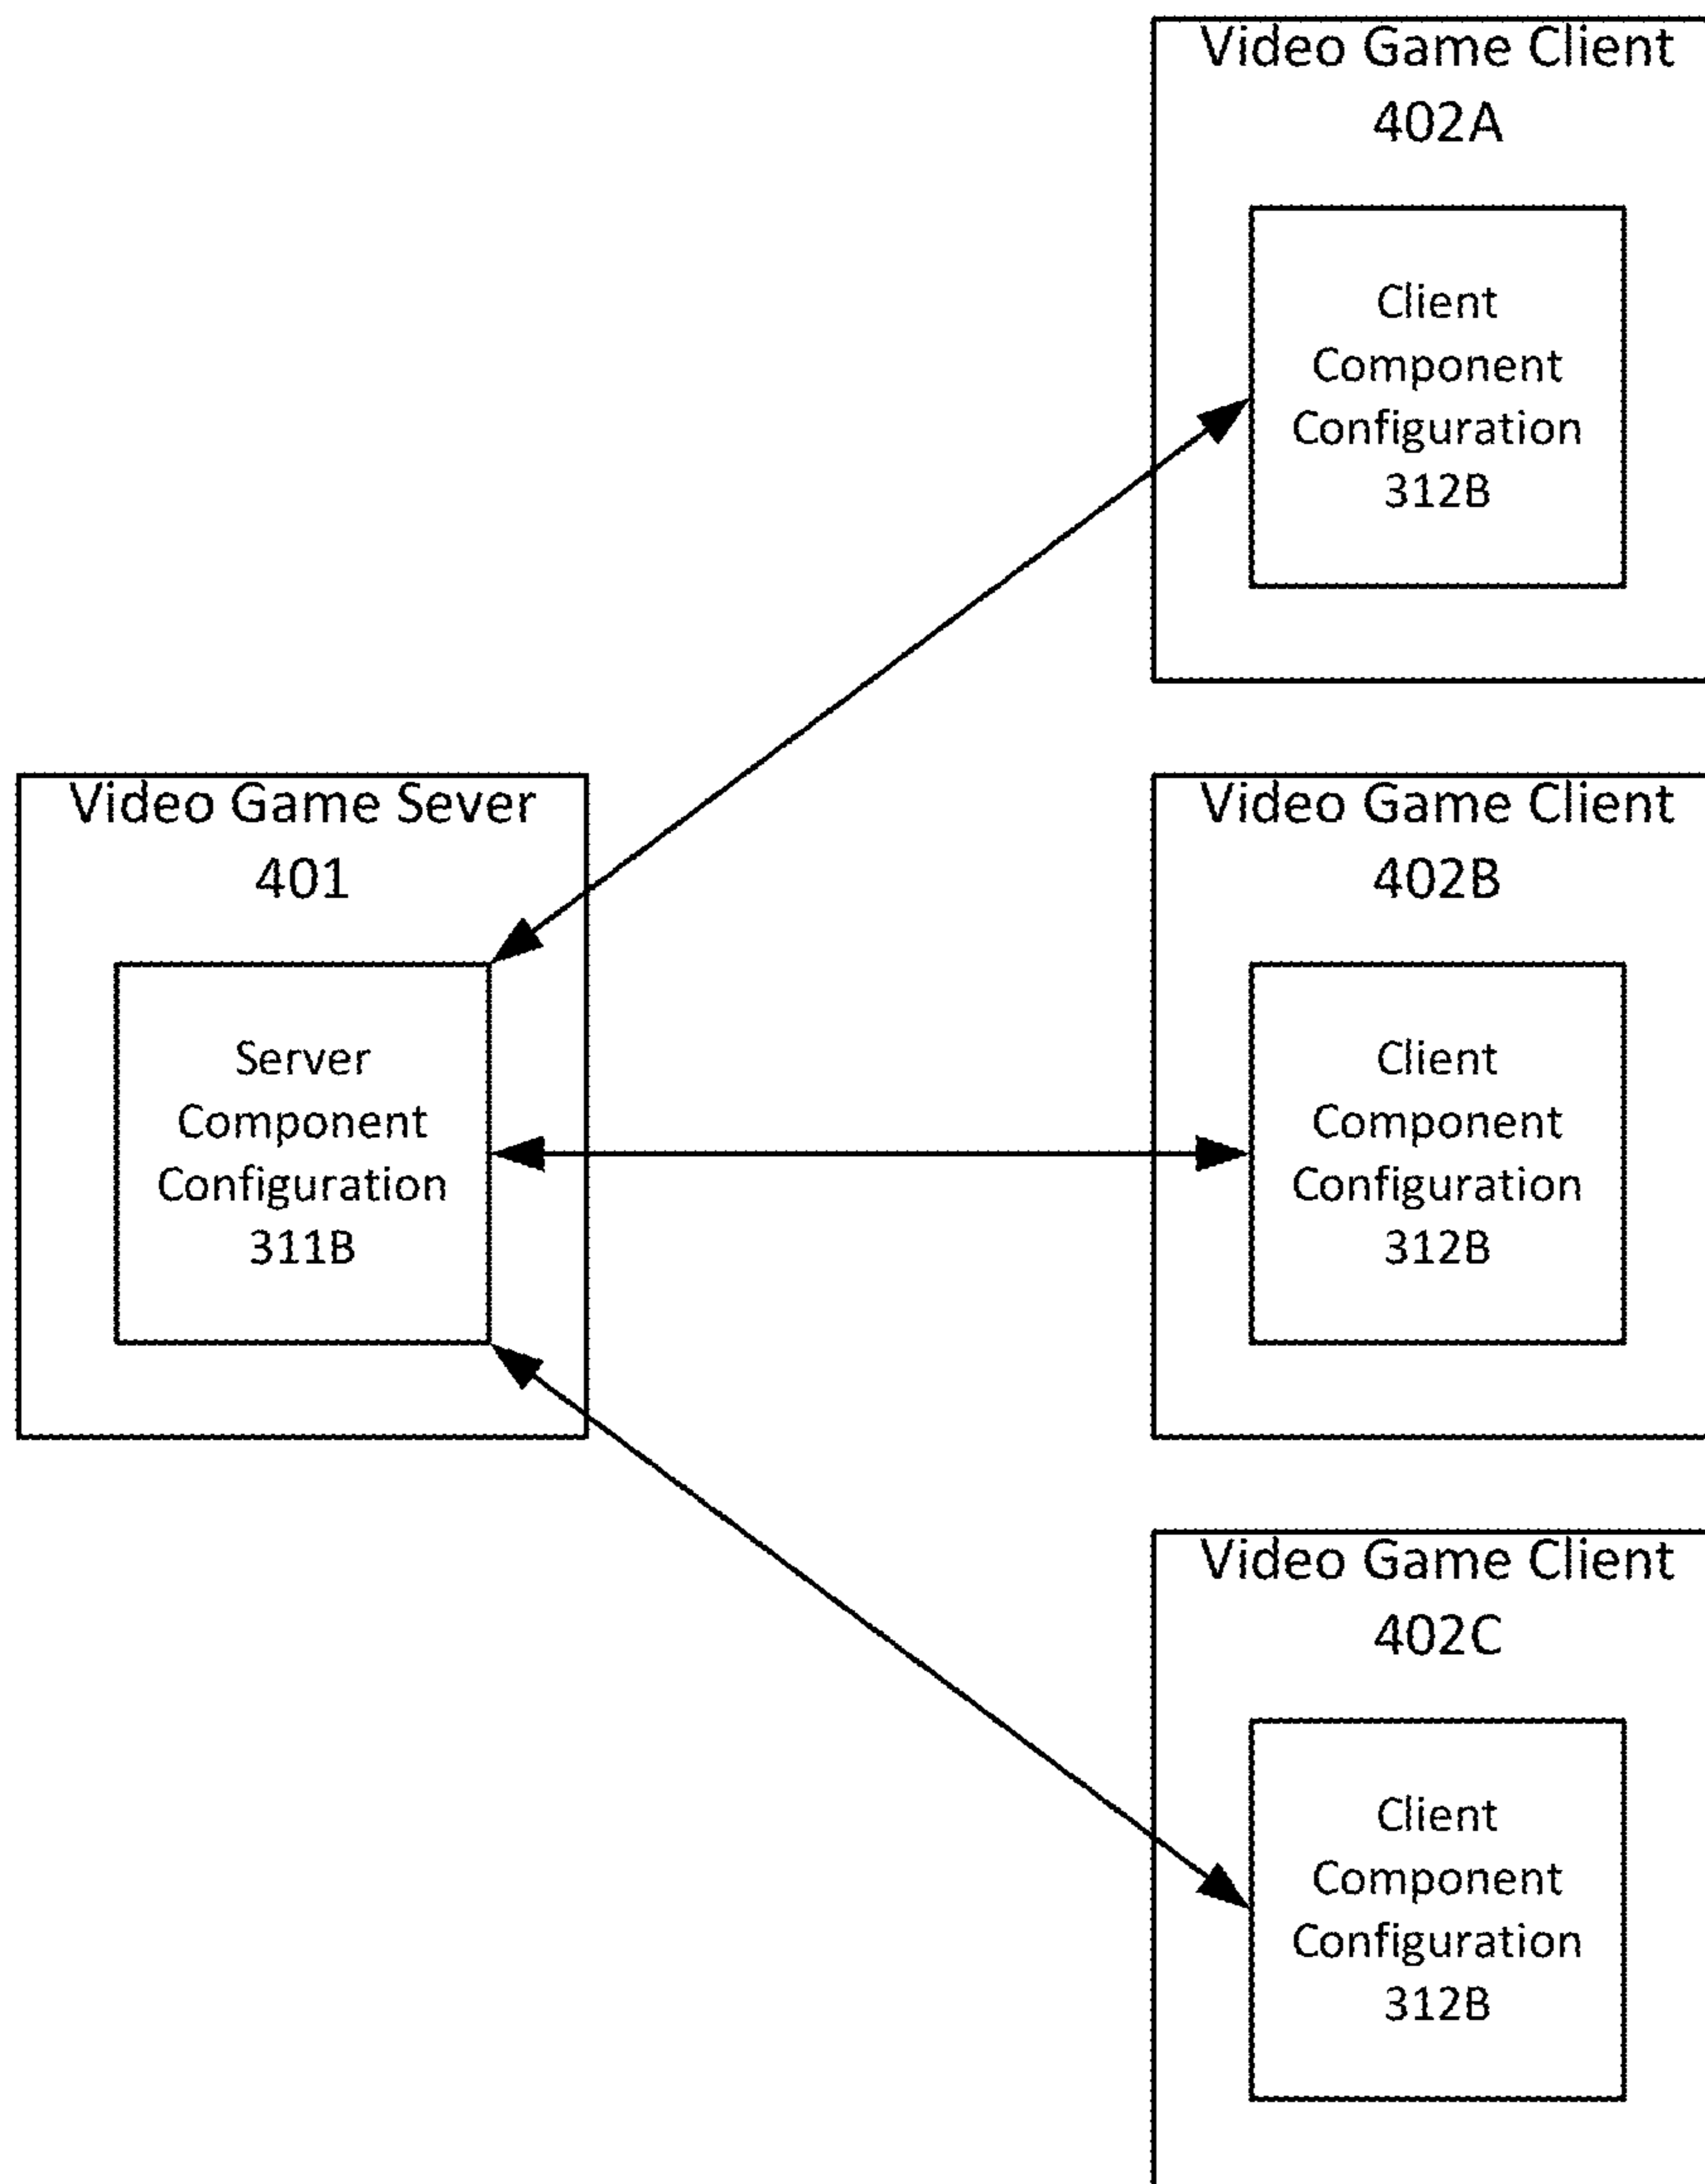 Video Game Client
402A
Client
Component
Configuration
312B
Video Game Sever
401
Server
Component
Configuration
311B
Video Game Client
402B
Client
Component
Configuration
312B
Video Game Client
402C
Client
Component
Configuration
312B